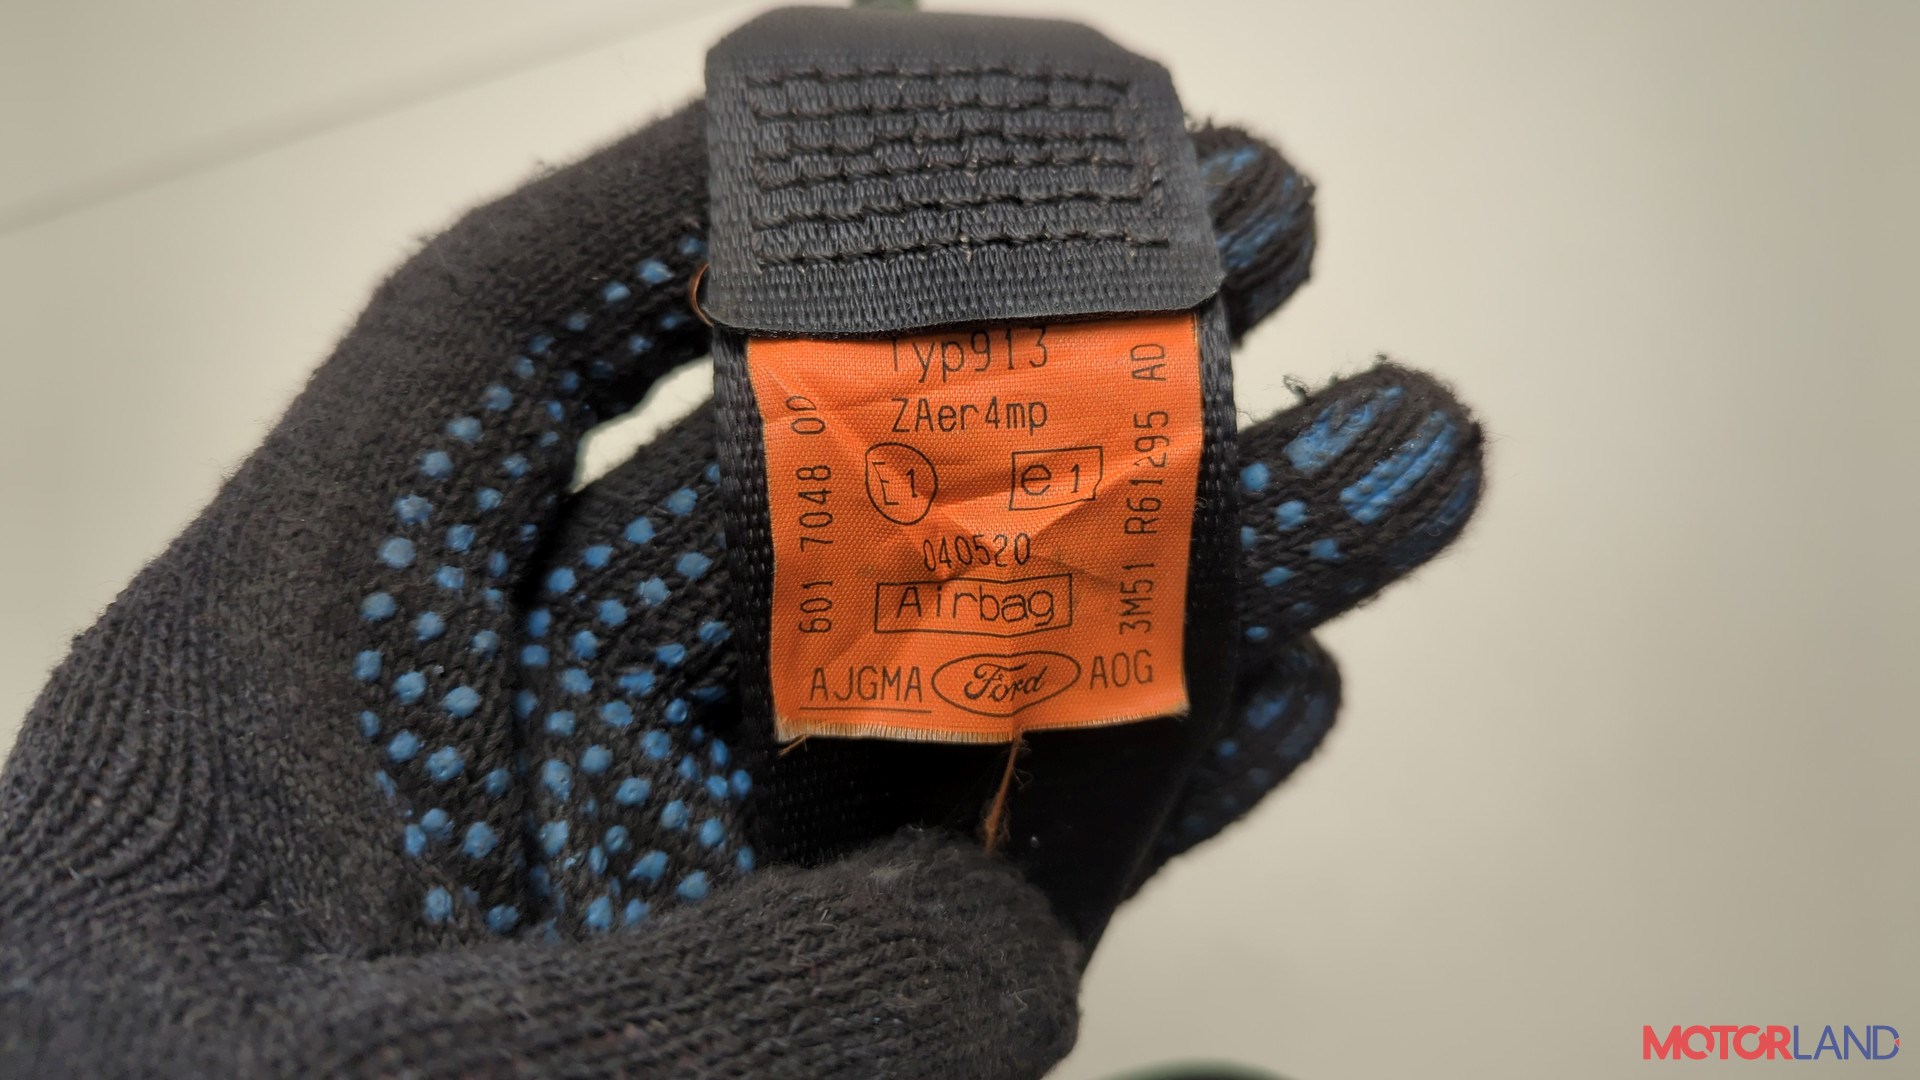 Typ913
ZAer4mp
E1 e1
040520
Airbag
AJGMA Ford AOG
601 7048 00
3M51 R61295 AD
MOTORLAND